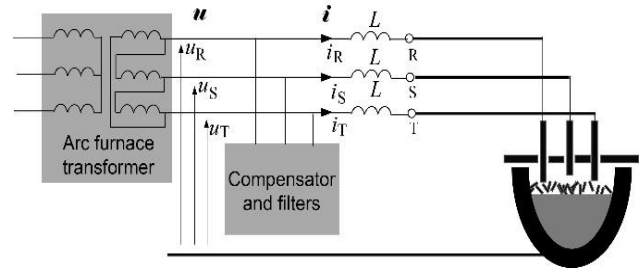 u
i
L
u_R
i_R
R
L
u_S
i_S
S
L
u_T
i_T
T
Arc furnace
transformer
Compensator
and filters